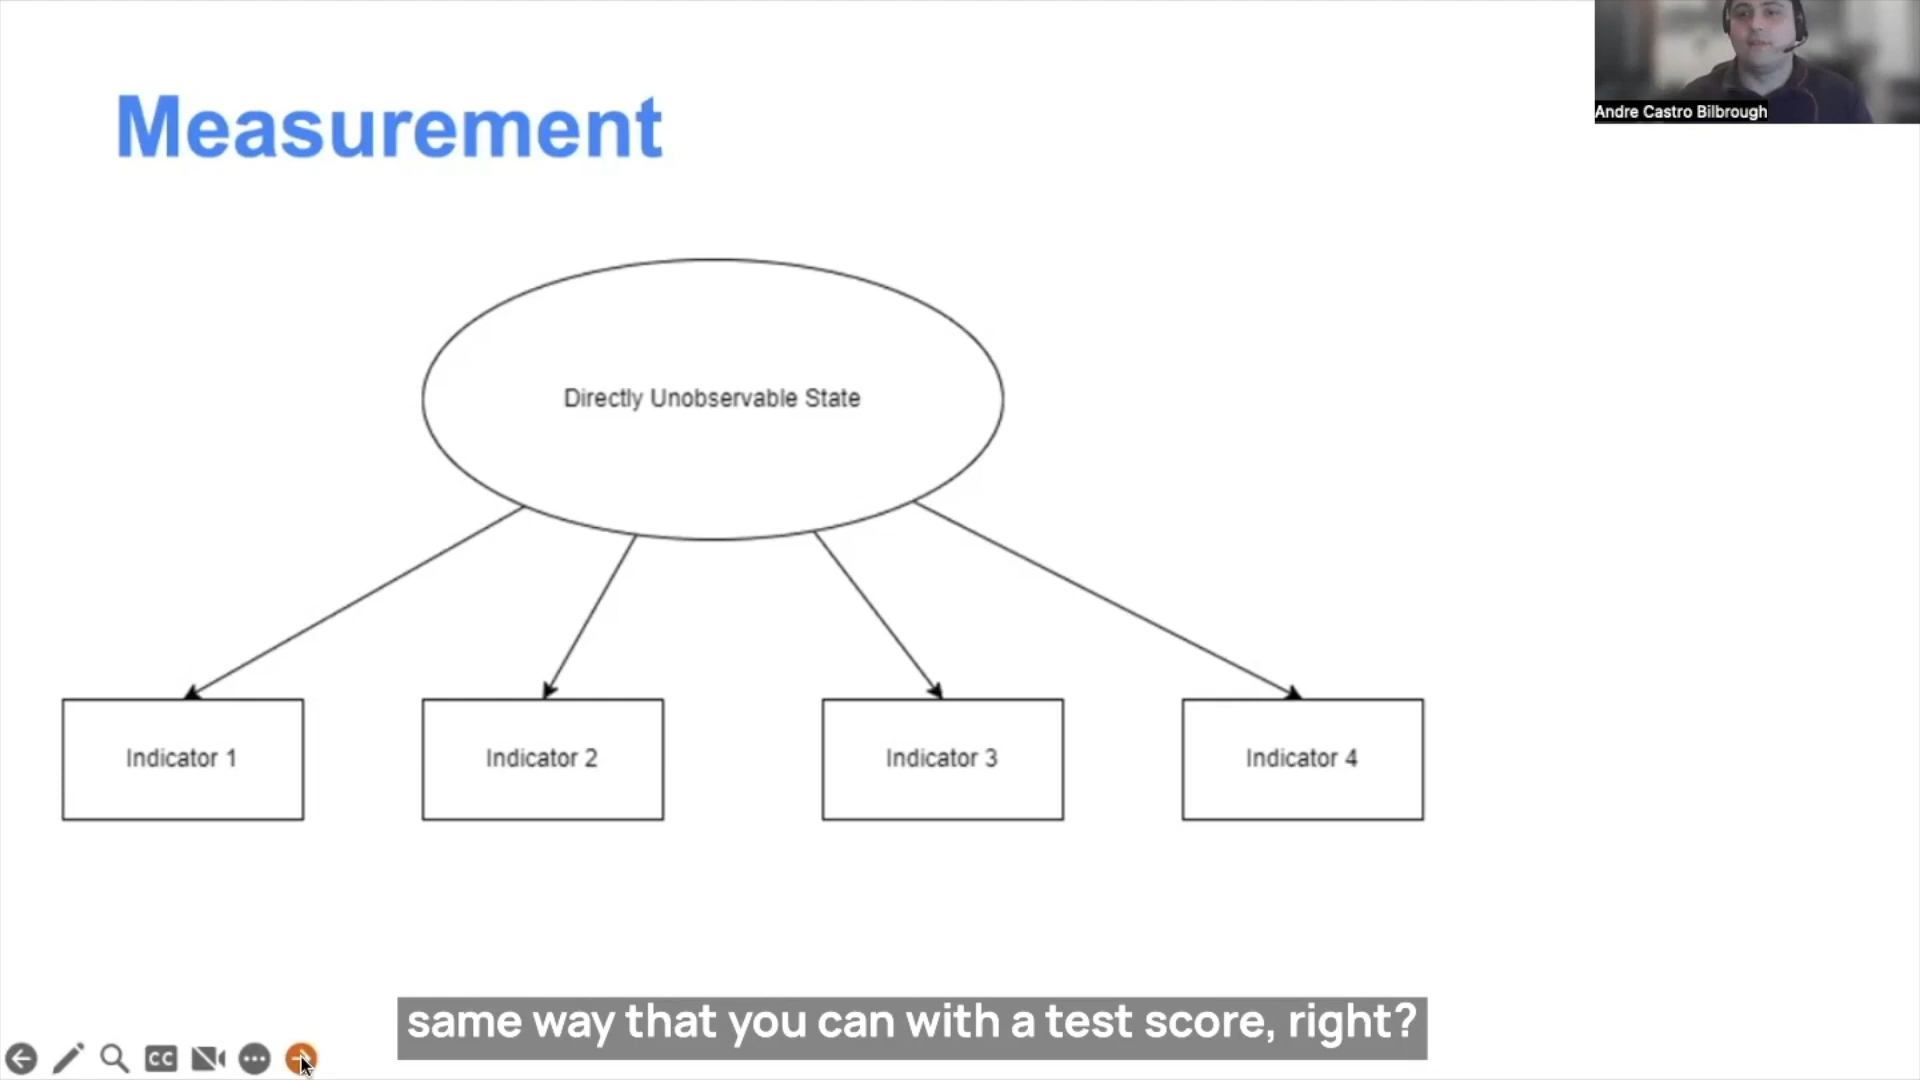 Measurement
Andre Castro Bilbrough
Directly Unobservable State
Indicator 1
Indicator 2
Indicator 3
Indicator 4
same way that you can with a test score, right?
CC